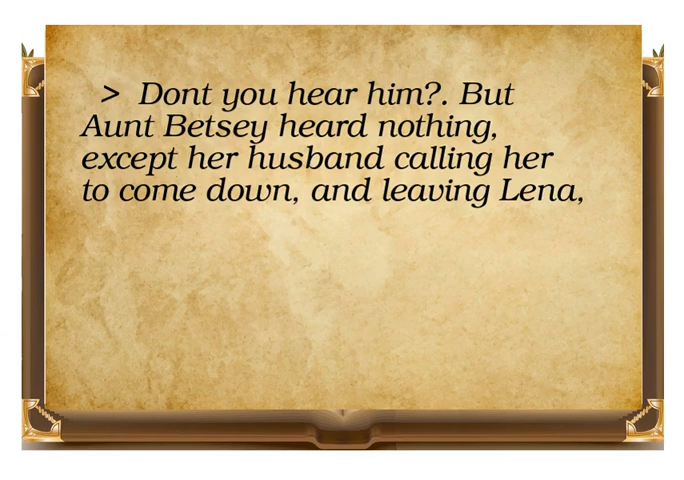 > Dont you hear him?. But
Aunt Betsey heard nothing,
except her husband calling her
to come down, and leaving Lena,